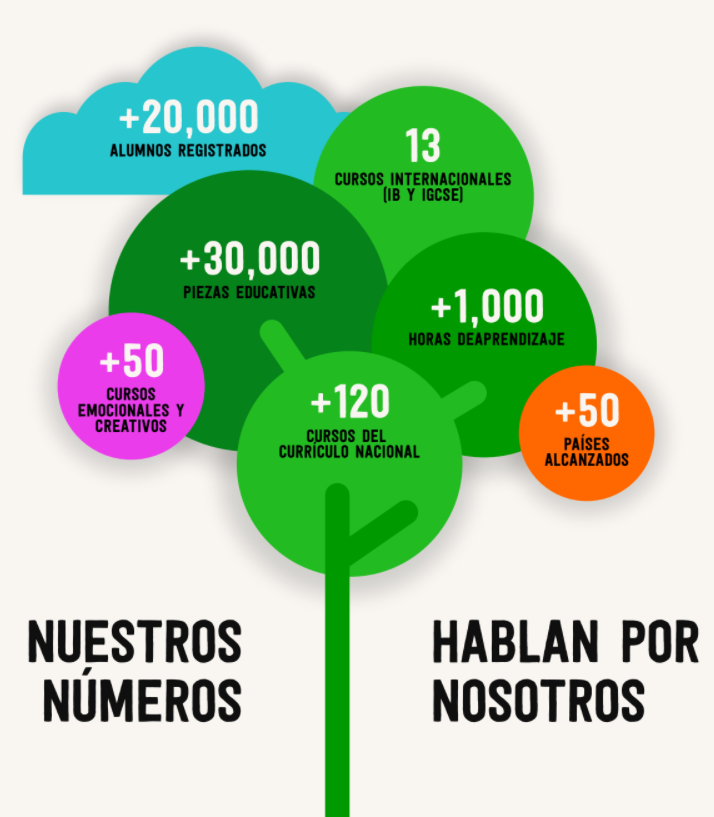 +20,000
ALUMNOS REGISTRADOS
13
CURSOS INTERNACIONALES
(IB Y IGCSE)
+30,000
PIEZAS EDUCATIVAS
+1,000
HORAS DEAPRENDIZAJE
+50
CURSOS
EMOCIONALES Y
CREATIVOS
+120
CURSOS DEL
CURRÍCULO NACIONAL
+50
PAÍSES
ALCANZADOS
NUESTROS
NÚMEROS
HABLAN POR
NOSOTROS